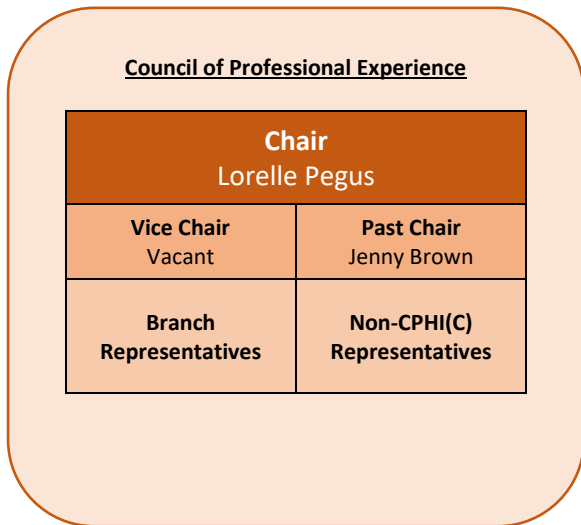 Council of Professional Experience
Chair
Lorelle Pegus
Vice Chair
Vacant
Past Chair
Jenny Brown
Branch
Representatives
Non-CPHI(C)
Representatives